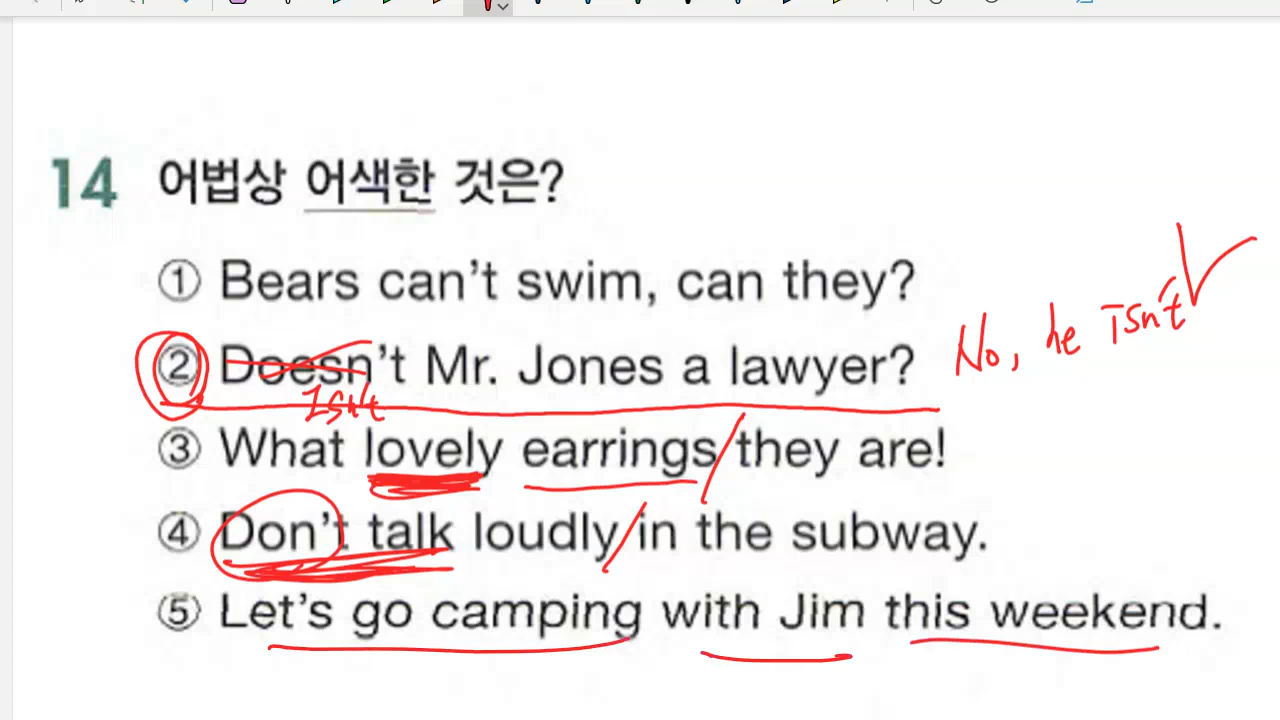 14 어법상 어색한 것은?
① Bears can't swim, can they?
② Doesn't Mr. Jones a lawyer? No, he isn't
Isn't
③ What lovely earrings / they are!
④ Don't talk loudly / in the subway.
⑤ Let's go camping with Jim this weekend.